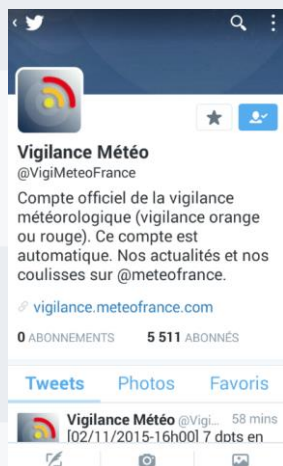 Vigilance Météo
@VigiMeteoFrance
Compte officiel de la vigilance
météorologique (vigilance orange
ou rouge). Ce compte est
automatique. Nos actualités et nos
coulisses sur @meteofrance.
vigilance.meteofrance.com
0 ABONNEMENTS 5 511 ABONNÉS
Tweets Photos Favoris
Vigilance Météo @Vigi... 58 mins
[02/11/2015-16h00] 7 dpts en